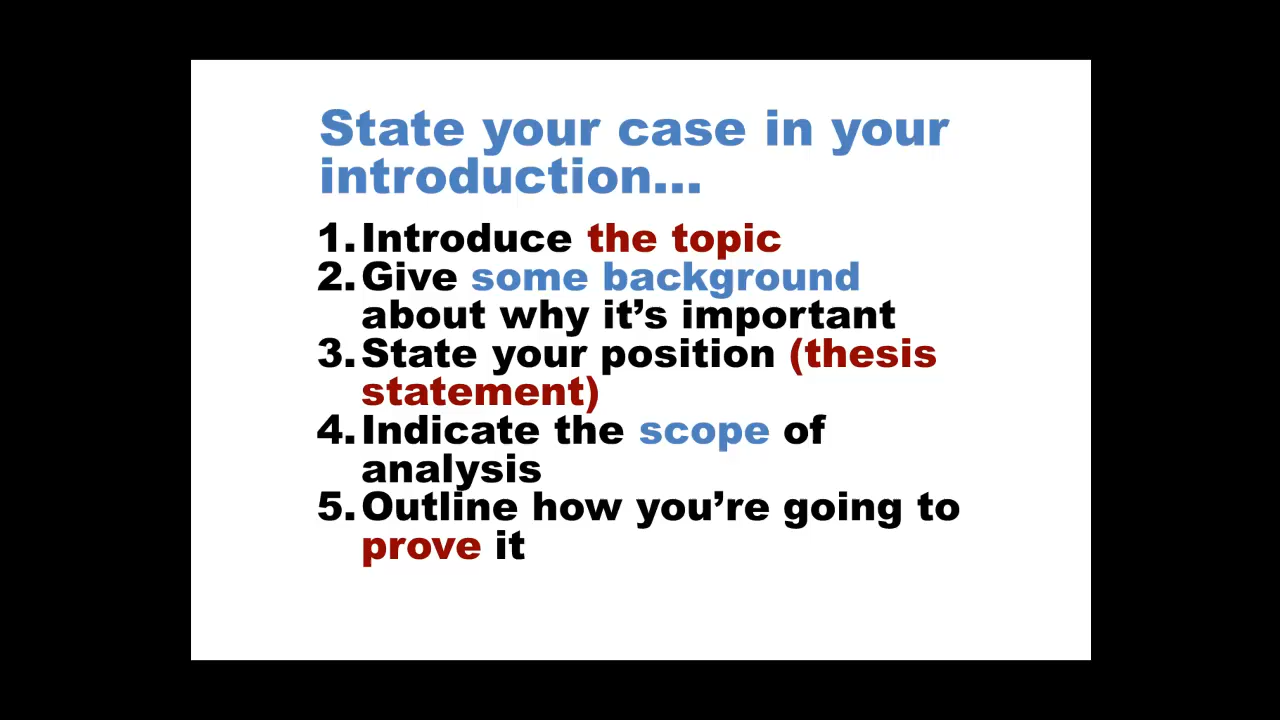 State your case in your
introduction...
1. Introduce the topic
2. Give some background
about why it’s important
3. State your position (thesis
statement)
4. Indicate the scope of
analysis
5. Outline how you’re going to
prove it